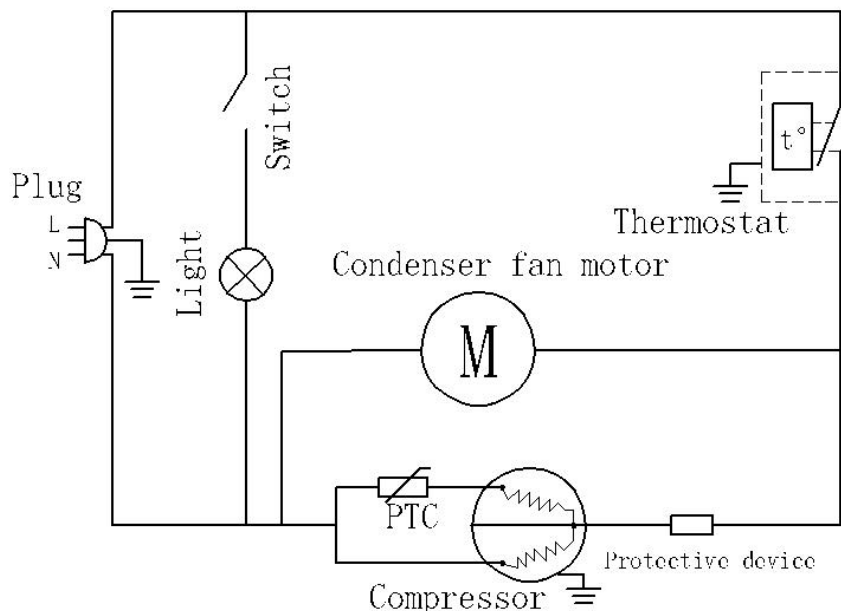 Switch
Plug
L
N
t°
Thermostat
Light
Condenser fan motor
M
PTC
Protective device
Compressor